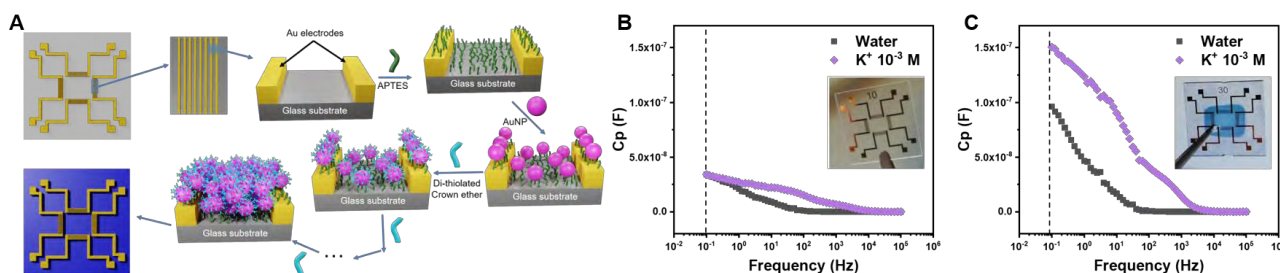 A
Au electrodes
APTES
Glass substrate
Glass substrate
AuNP
Di-thiolated
Crown ether
Glass substrate
Glass substrate
Glass substrate
...
B
Water
K⁺ 10⁻³ M
Cp (F)
1.5x10⁻⁷
1.0x10⁻⁷
5.0x10⁻⁸
0.0
10
10⁻² 10⁻¹ 10⁰ 10¹ 10² 10³ 10⁴ 10⁵ 10⁶
Frequency (Hz)
C
Water
K⁺ 10⁻³ M
Cp (F)
1.5x10⁻⁷
1.0x10⁻⁷
5.0x10⁻⁸
0.0
30
10⁻² 10⁻¹ 10⁰ 10¹ 10² 10³ 10⁴ 10⁵ 10⁶
Frequency (Hz)